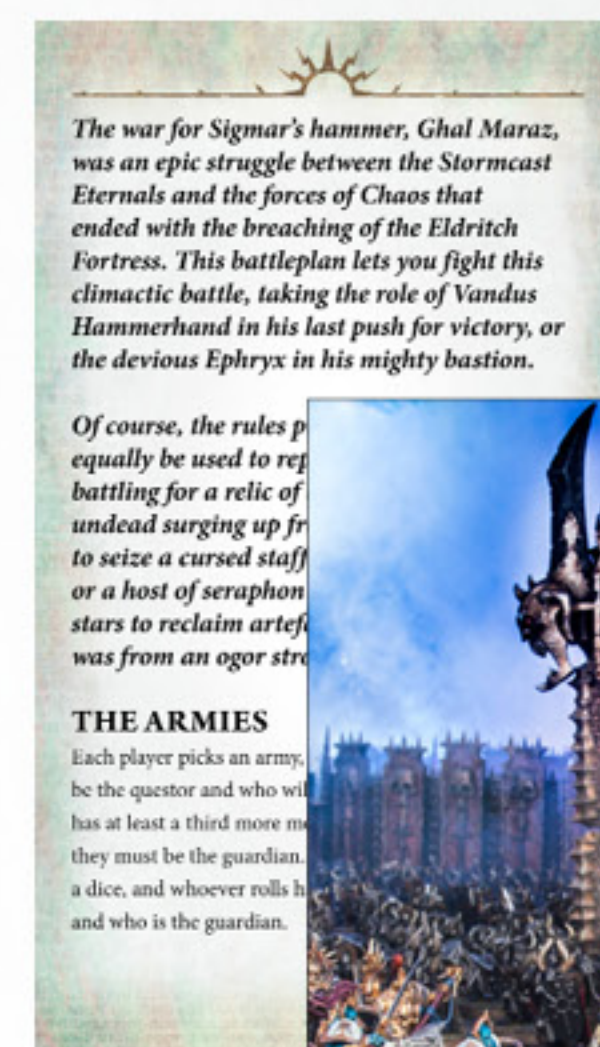 The war for Sigmar's hammer, Ghal Maraz,
was an epic struggle between the Stormcast
Eternals and the forces of Chaos that
ended with the breaching of the Eldritch
Fortress. This battleplan lets you fight this
climactic battle, taking the role of Vandus
Hammerhand in his last push for victory, or
the devious Ephryx in his mighty bastion.
Of course, the rules p
equally be used to rep
battling for a relic of
undead surging up fr
to seize a cursed staff
or a host of seraphon
stars to reclaim artef
was from an ogor stro
THE ARMIES
Each player picks an army,
be the questor and who wil
has at least a third more m
they must be the guardian.
a dice, and whoever rolls h
and who is the guardian.